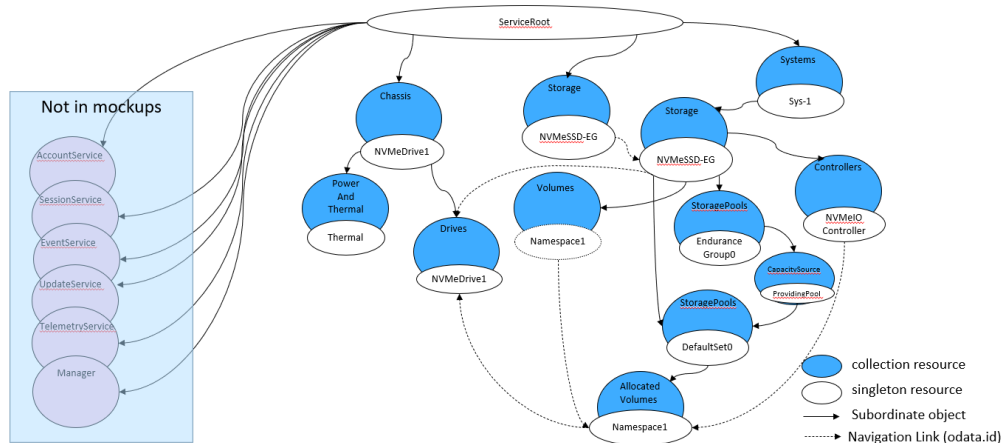 ServiceRoot
Not in mockups
AccountService
SessionService
EventService
UpdateService
TelemetryService
Manager
Chassis
NVMeDrive1
Power
And
Thermal
Thermal
Drives
NVMeDrive1
Storage
NVMeSSD-EG
Volumes
Namespace1
Systems
Sys-1
Storage
NVMeSSD-EG
StoragePools
Endurance
Group0
Controllers
NVMeIO
Controller
CapacitySource
ProvidingPool
StoragePools
DefaultSet0
Allocated
Volumes
Namespace1
collection resource
singleton resource
Subordinate object
Navigation Link (odata.id)